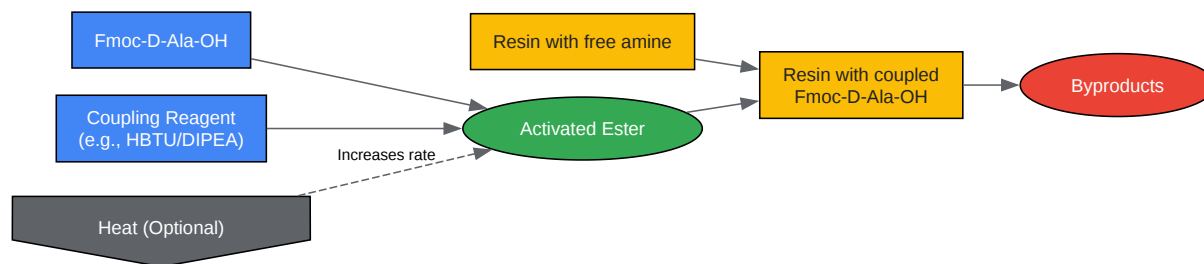 Fmoc-D-Ala-OH
Coupling Reagent
(e.g., HBTU/DIPEA)
Heat (Optional)
Increases rate
Activated Ester
Resin with free amine
Resin with coupled
Fmoc-D-Ala-OH
Byproducts